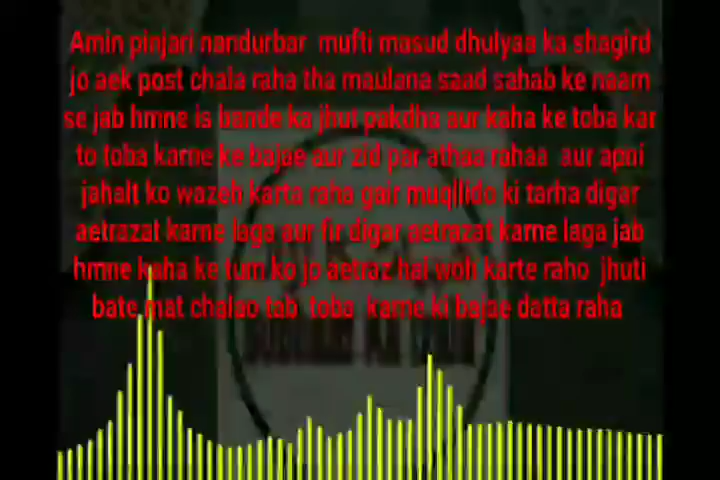 Amin pinjari nandurbar mufti masud dhulyaa ka shagird
jo aek post chala raha tha maulana saad sahab ke naam
se jab hmne is bande ka jhut pakdha aur kaha ke toba kar
to toba karne ke bajae aur zid par athaa rahaa aur apni
jahalt ko wazeh karta raha gair muqllido ki tarha digar
aetrazat karne laga aur fir digar aetrazat karne laga jab
hmne kaha ke tum ko jo aetraz hai woh karte raho jhuti
bate mat chalao tab toba karne ki bajae datta raha